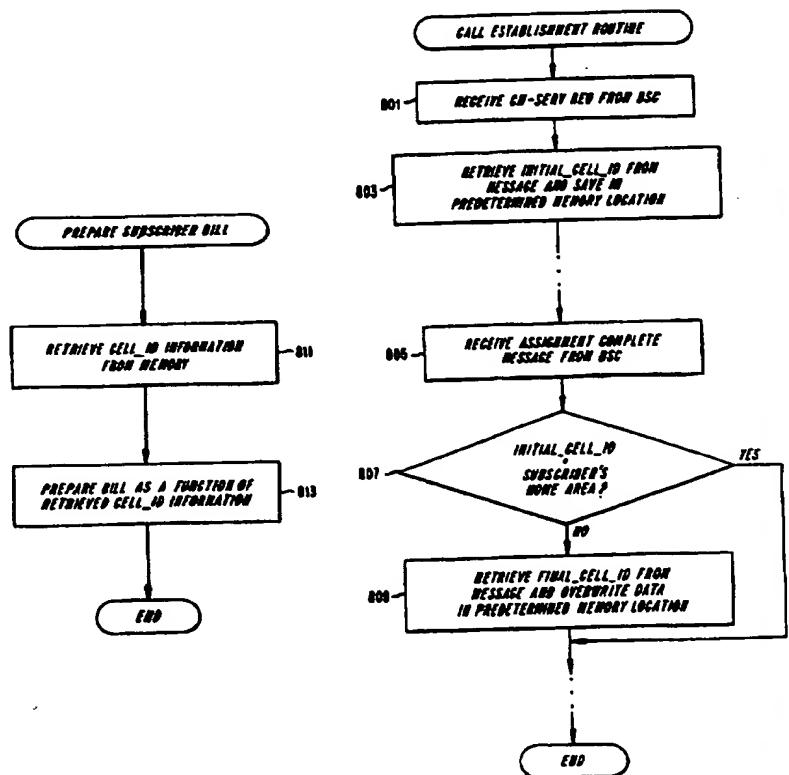 PREPARE SUBSCRIBER BILL
RETRIEVE CELL_ID INFORMATION
FROM MEMORY
811
PREPARE BILL AS A FUNCTION OF
RETRIEVED CELL_ID INFORMATION
813
END
CALL ESTABLISHMENT ROUTINE
801
RECEIVE CM-SERV REQ FROM BSC
803
RETRIEVE INITIAL_CELL_ID FROM
MESSAGE AND SAVE IN
PREDETERMINED MEMORY LOCATION
805
RECEIVE ASSIGNMENT COMPLETE
MESSAGE FROM BSC
807
INITIAL_CELL_ID
SUBSCRIBER'S
HOME AREA?
YES
NO
809
RETRIEVE FINAL_CELL_ID FROM
MESSAGE AND OVERWRITE DATA
IN PREDETERMINED MEMORY LOCATION
END